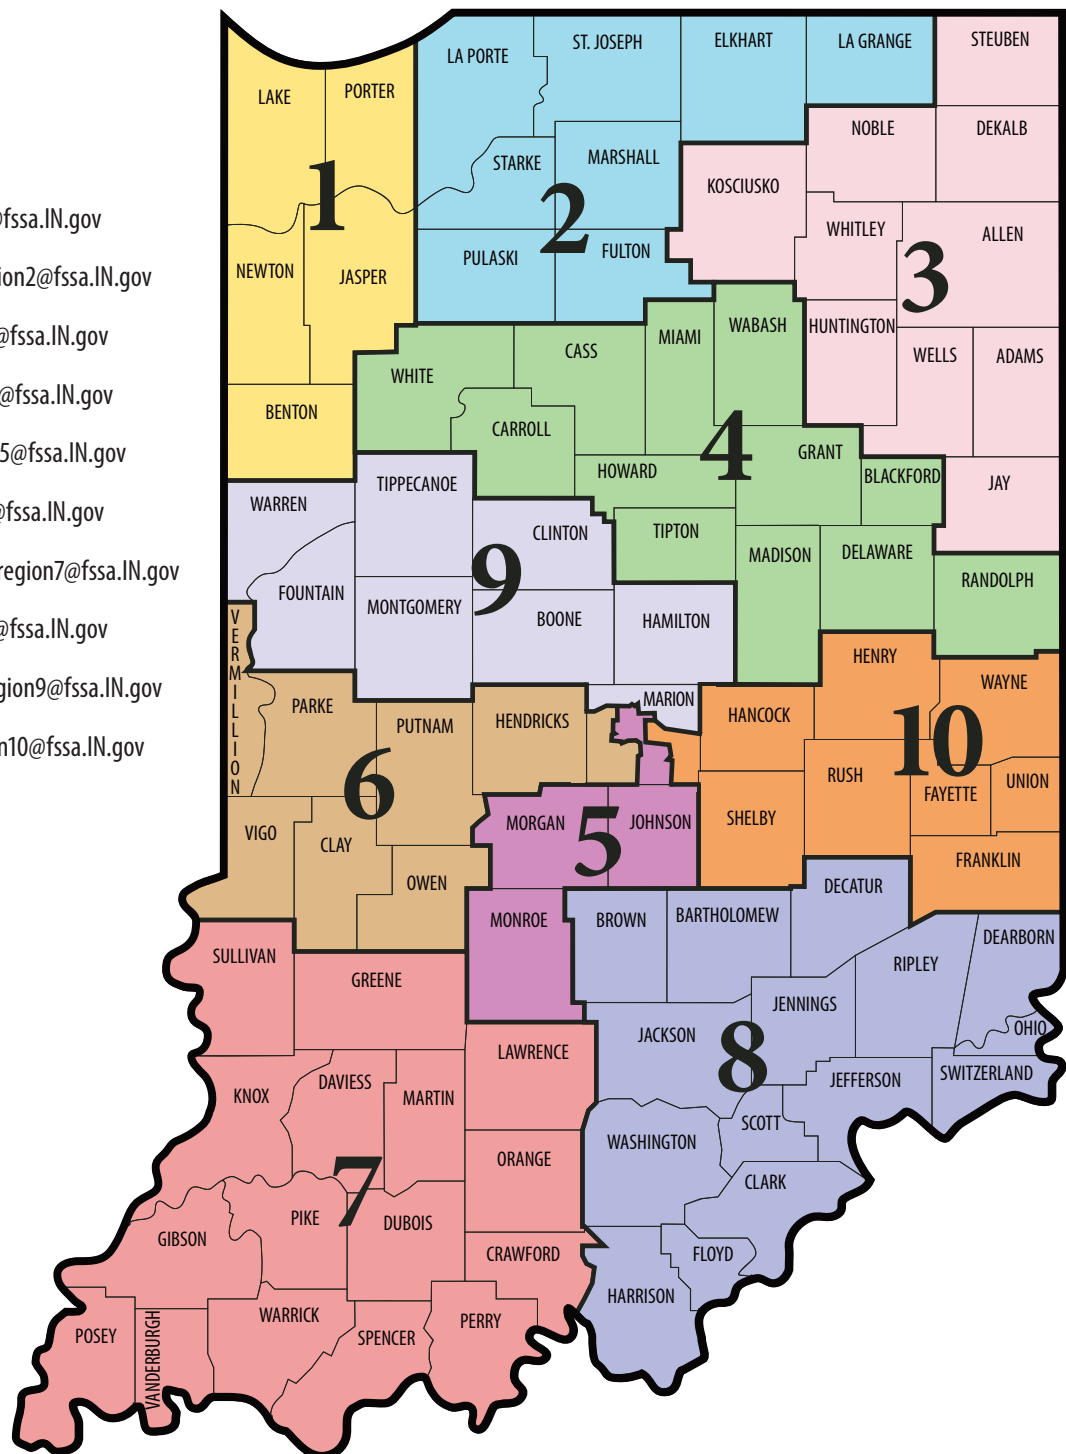 @fssa.IN.gov
ion2@fssa.IN.gov
@fssa.IN.gov
@fssa.IN.gov
5@fssa.IN.gov
@fssa.IN.gov
region7@fssa.IN.gov
@fssa.IN.gov
gion9@fssa.IN.gov
n10@fssa.IN.gov
LAKE
PORTER
NEWTON
JASPER
BENTON
1
LA PORTE
ST. JOSEPH
ELKHART
LA GRANGE
STARKE
MARSHALL
PULASKI
FULTON
2
STEUBEN
NOBLE
DEKALB
KOSCIUSKO
WHITLEY
ALLEN
HUNTINGTON
WELLS
ADAMS
JAY
3
WHITE
CASS
MIAMI
WABASH
CARROLL
HOWARD
GRANT
BLACKFORD
TIPTON
MADISON
DELAWARE
RANDOLPH
4
WARREN
TIPPECANOE
CLINTON
FOUNTAIN
MONTGOMERY
BOONE
HAMILTON
MARION
9
VERMILLION
PARKE
PUTNAM
HENDRICKS
VIGO
CLAY
OWEN
6
MORGAN
JOHNSON
MONROE
5
HENRY
WAYNE
HANCOCK
RUSH
FAYETTE
UNION
SHELBY
FRANKLIN
10
SULLIVAN
GREENE
KNOX
DAVIESS
MARTIN
LAWRENCE
ORANGE
GIBSON
PIKE
DUBOIS
CRAWFORD
POSEY
VANDERBURGH
WARRICK
SPENCER
PERRY
7
BROWN
BARTHOLOMEW
DECATUR
RIPLEY
DEARBORN
JENNINGS
JACKSON
OHIO
JEFFERSON
SWITZERLAND
SCOTT
WASHINGTON
CLARK
FLOYD
HARRISON
8